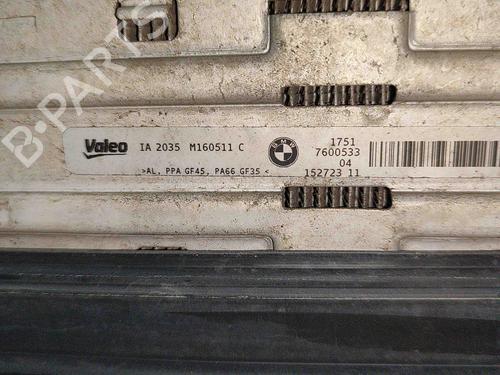 B-PARTS
Valeo IA 2035 M160511 C
>AL, PPA GF45, PA66 GF35<
BMW
1751
7600533
04
152723 11